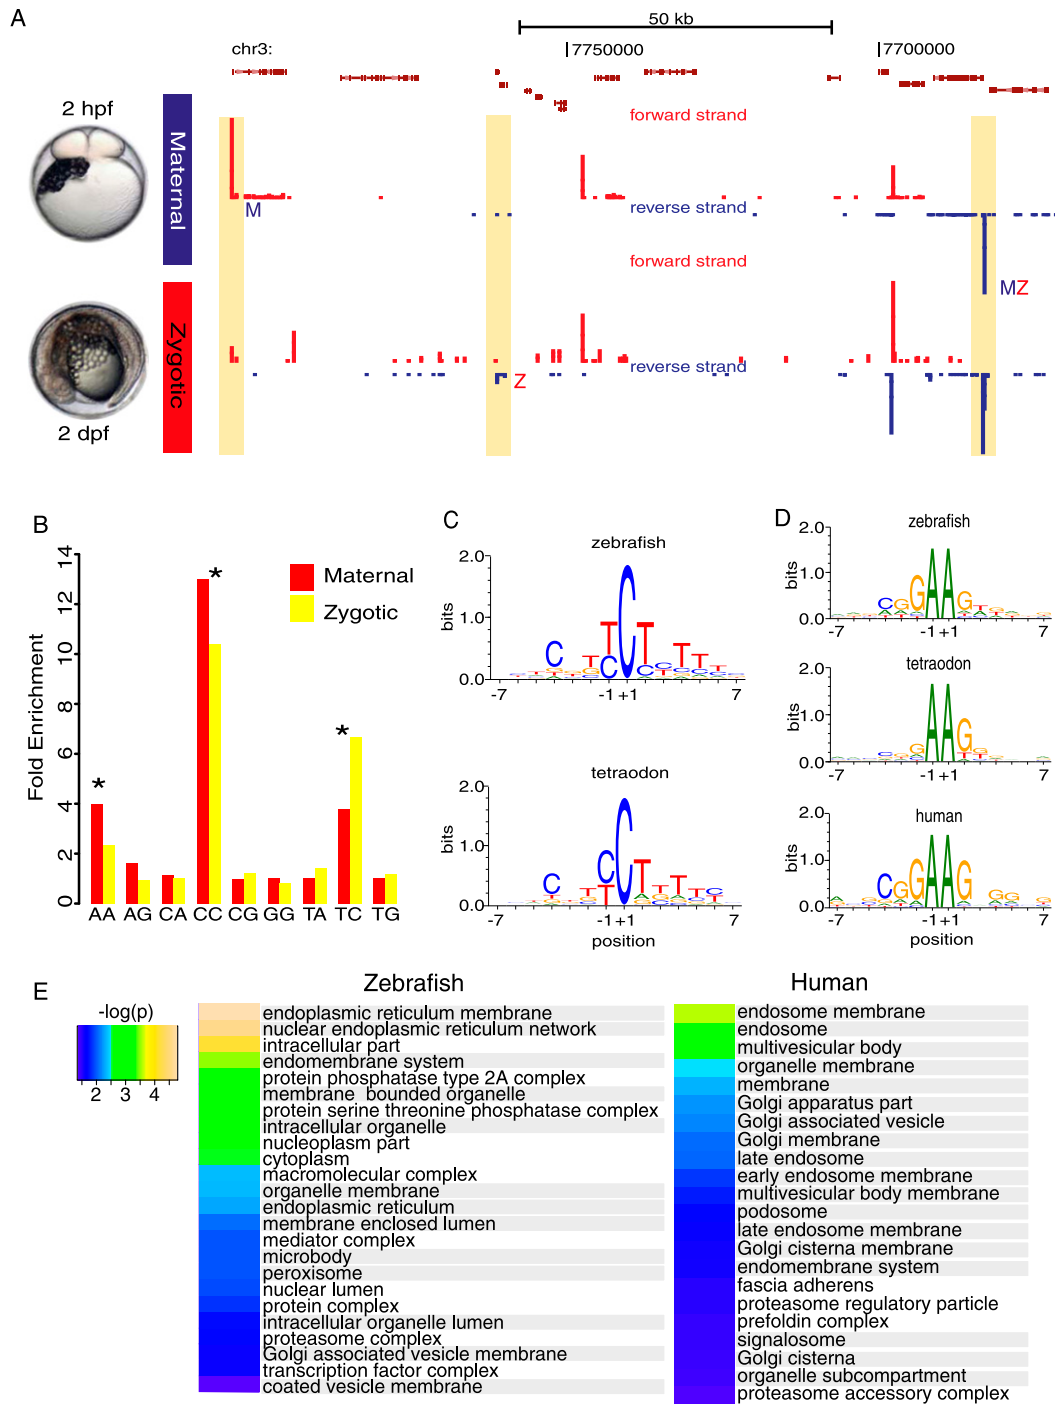 A
50 kb
chr3:
7750000
7700000
2 hpf
Maternal
forward strand
M
reverse strand
forward strand
MZ
Zygotic
reverse strand
Z
2 dpf
B
Fold Enrichment
14
12
10
8
6
4
2
0
*
*
*
Maternal
Zygotic
AA AG CA CC CG GG TA TC TG
C
zebrafish
bits
2.0
1.0
0.0
-7 -1 +1 7
tetraodon
bits
2.0
1.0
0.0
-7 -1 +1 7
position
D
zebrafish
bits
2.0
1.0
0.0
-7 -1 +1 7
tetraodon
bits
2.0
1.0
0.0
-7 -1 +1 7
human
bits
2.0
1.0
0.0
-7 -1 +1 7
position
E
-log(p)
2 3 4
Zebrafish
endoplasmic reticulum membrane
nuclear endoplasmic reticulum network
intracellular part
endomembrane system
protein phosphatase type 2A complex
membrane bounded organelle
protein serine threonine phosphatase complex
intracellular organelle
nucleoplasm part
cytoplasm
macromolecular complex
organelle membrane
endoplasmic reticulum
membrane enclosed lumen
mediator complex
microbody
peroxisome
nuclear lumen
protein complex
intracellular organelle lumen
proteasome complex
Golgi associated vesicle membrane
transcription factor complex
coated vesicle membrane
Human
endosome membrane
endosome
multivesicular body
organelle membrane
membrane
Golgi apparatus part
Golgi associated vesicle
Golgi membrane
late endosome
early endosome membrane
multivesicular body membrane
podosome
late endosome membrane
Golgi cisterna membrane
endomembrane system
fascia adherens
proteasome regulatory particle
prefoldin complex
signalosome
Golgi cisterna
organelle subcompartment
proteasome accessory complex